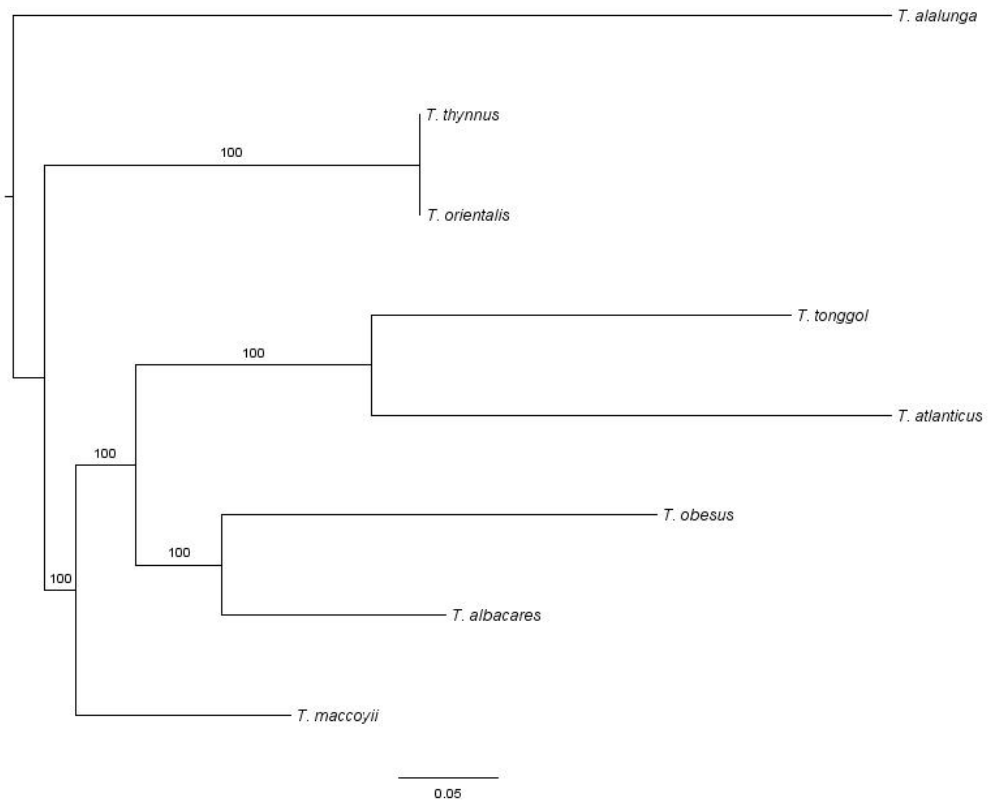 T. alalunga
T. thynnus
100
T. orientalis
T. tonggol
100
T. atlanticus
100
T. obesus
100
100
T. albacares
T. maccoyii
0.05